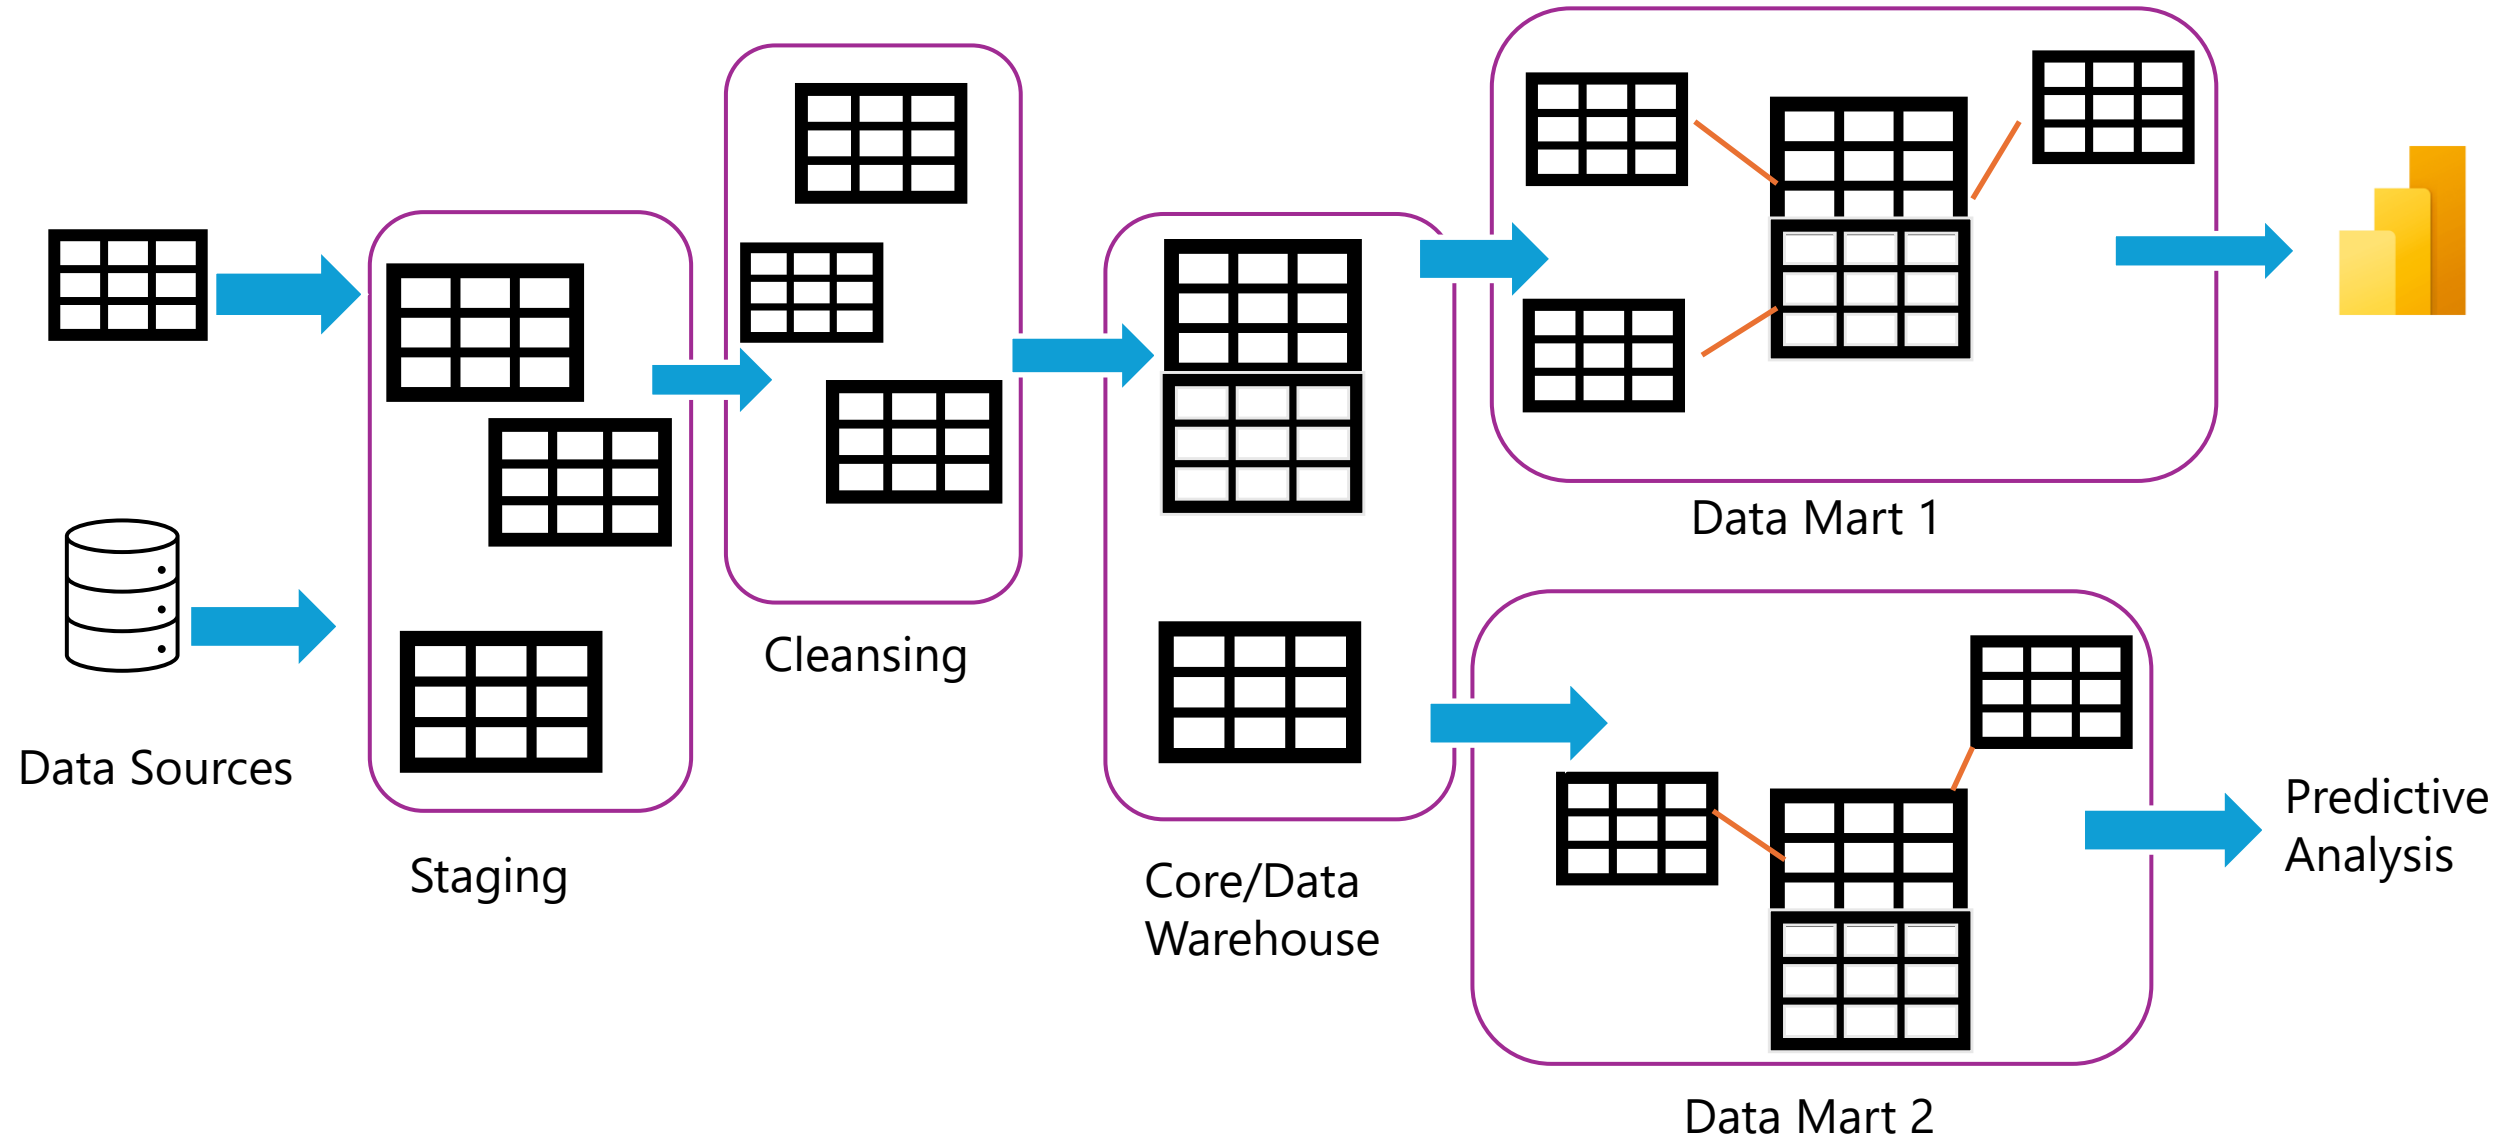 Data Sources
Staging
Cleansing
Core/Data
Warehouse
Data Mart 1
Data Mart 2
Predictive
Analysis